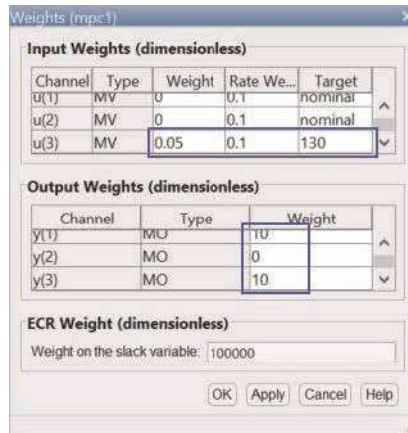 Weights (mpc1)
Input Weights (dimensionless)
Channel Type Weight Rate We... Target
u(1) MV 0 0.1 nominal
u(2) MV 0 0.1 nominal
u(3) MV 0.05 0.1 130
Output Weights (dimensionless)
Channel Type Weight
y(1) MO 10
y(2) MO 0
y(3) MO 10
ECR Weight (dimensionless)
Weight on the slack variable: 100000
OK Apply Cancel Help